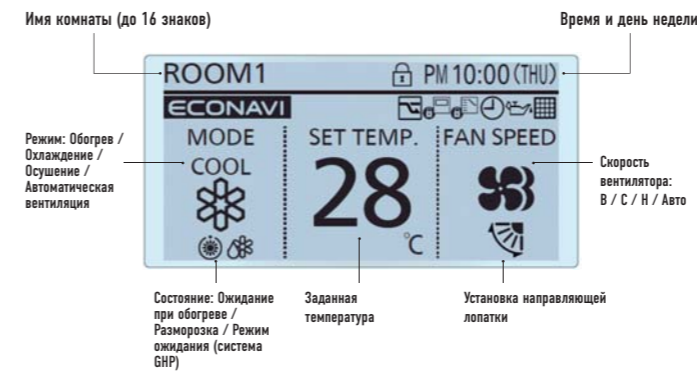 Имя комнаты (до 16 знаков)
Время и день недели
ROOM1
PM 10:00 (THU)
ECONAVI
MODE
SET TEMP.
FAN SPEED
COOL
28
°C
Режим: Обогрев /
Охлаждение /
Осушение /
Автоматическая
вентиляция
Скорость
вентилятора:
В / С / Н / Авто
Состояние: Ожидание
при обогреве /
Разморозка / Режим
ожидания (система
GHP)
Заданная
температура
Установка направляющей
лопатки